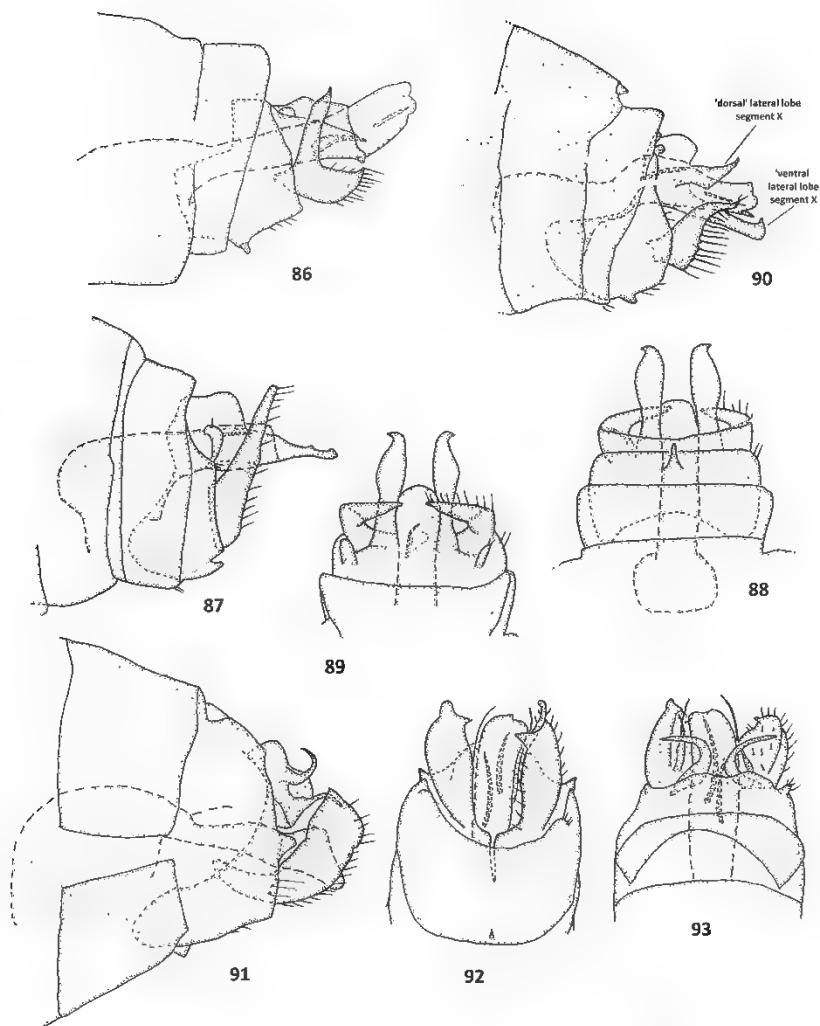 'dorsal' lateral lobe
segment X
'ventral
lateral lobe
segment X
86
90
87
89
88
91
92
93